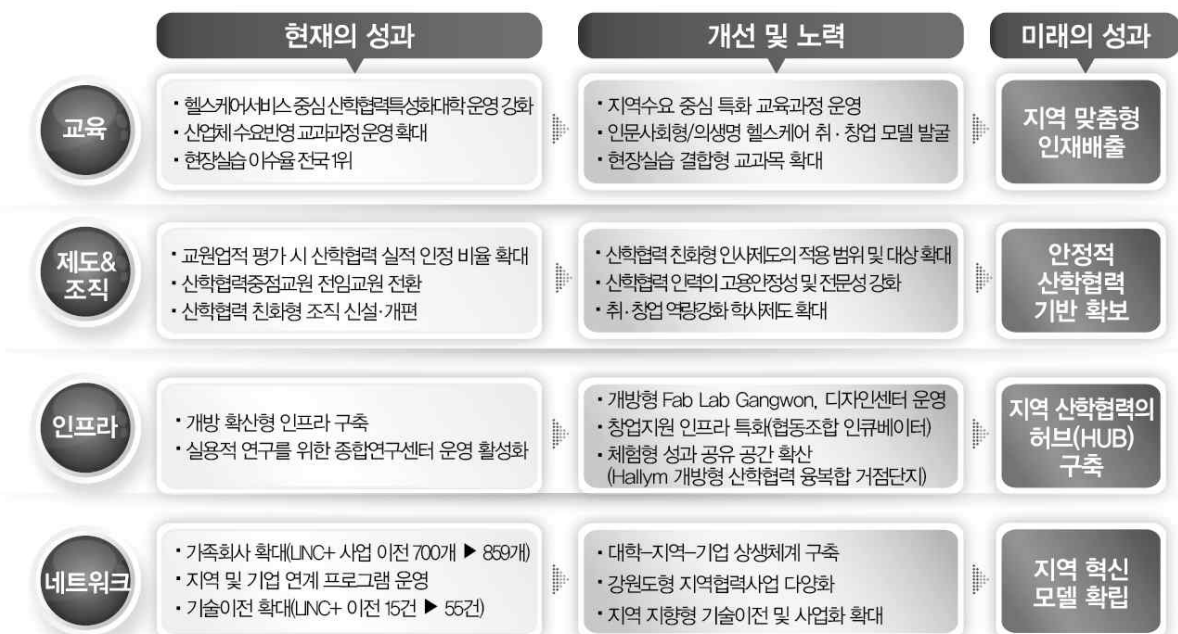 현재의 성과
개선 및 노력
미래의 성과
교육
• 헬스케어서비스 중심 산학협력특성화대학 운영 강화
• 산업체 수요반영 교과과정 운영 확대
• 현장실습 이수율 전국 1위
• 지역수요 중심 특화 교육과정 운영
• 인문사회형/의생명 헬스케어 취·창업 모델 발굴
• 현장실습 결합형 교과목 확대
지역 맞춤형
인재배출
제도&
조직
• 교원업적 평가 시 산학협력 실적 인정 비율 확대
• 산학협력중점교원 전임교원 전환
• 산학협력 친화형 조직 신설·개편
• 산학협력 친화형 인사제도의 적용 범위 및 대상 확대
• 산학협력 인력의 고용안정성 및 전문성 강화
• 취·창업 역량강화 학사제도 확대
안정적
산학협력
기반 확보
인프라
• 개방 확산형 인프라 구축
• 실용적 연구를 위한 종합연구센터 운영 활성화
• 개방형 Fab Lab Gangwon, 디자인센터 운영
• 창업지원 인프라 특화(협동조합 인큐베이터)
• 체험형 성과 공유 공간 확산
(Hallym 개방형 산학협력 융복합 거점단지)
지역 산학협력의
허브(HUB)
구축
네트워크
• 가족회사 확대(LINC+ 사업 이전 700개 ▶ 859개)
• 지역 및 기업 연계 프로그램 운영
• 기술이전 확대(LINC+ 이전 15건 ▶ 55건)
• 대학-지역-기업 상생체계 구축
• 강원도형 지역협력사업 다양화
• 지역 지향형 기술이전 및 사업화 확대
지역 혁신
모델 확립